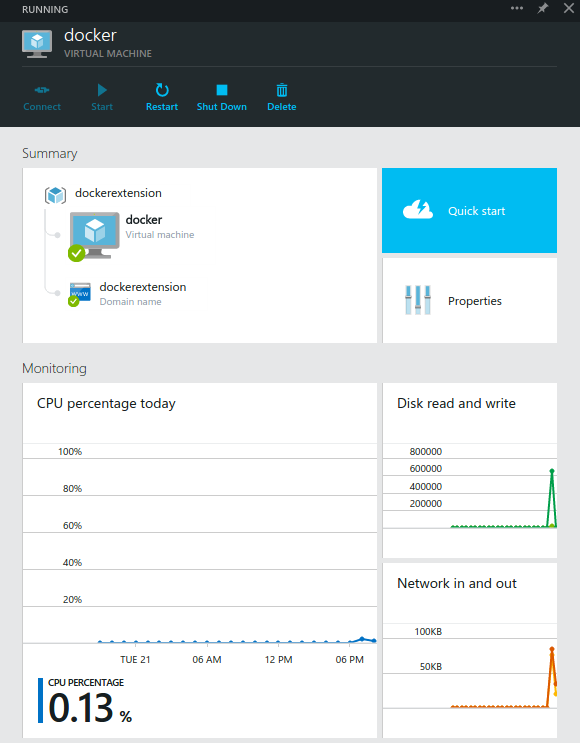 RUNNING
docker
VIRTUAL MACHINE
Connect
Start
Restart
Shut Down
Delete
Summary
dockerextension
docker
Virtual machine
www
dockerextension
Domain name
Quick start
Properties
Monitoring
CPU percentage today
100%
80%
60%
40%
20%
TUE 21
06 AM
12 PM
06 PM
CPU PERCENTAGE
0.13 %
Disk read and write
800000
600000
400000
200000
Network in and out
100KB
50KB